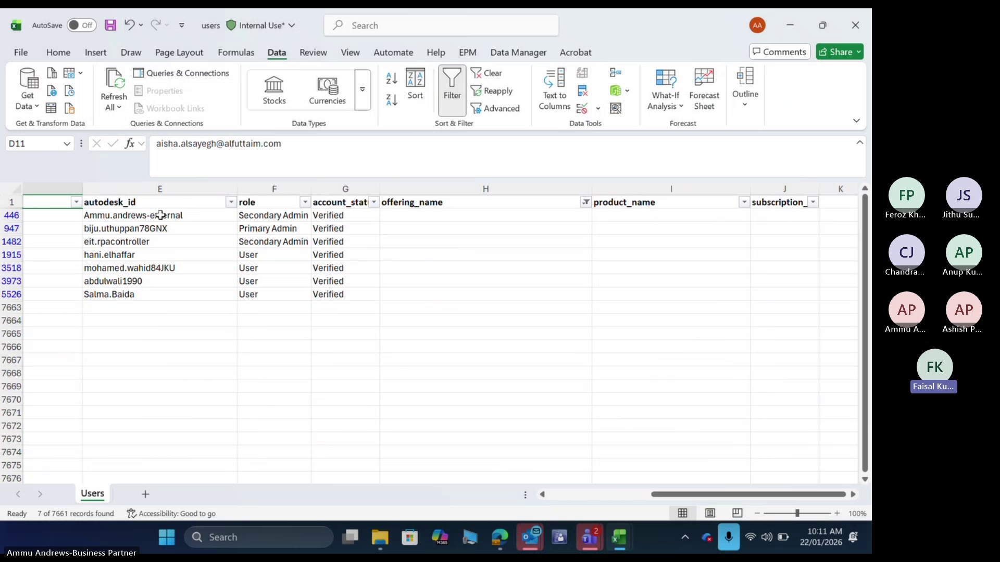 AutoSave Off users Internal Use* Search AA
File Home Insert Draw Page Layout Formulas Data Review View Automate Help EPM Data Manager Acrobat Comments Share
Get Data
Get & Transform Data
Refresh All
Queries & Connections
Properties
Workbook Links
Queries & Connections
Stocks
Currencies
Data Types
Sort
Filter
Clear
Reapply
Advanced
Sort & Filter
Text to Columns
Data Tools
What-If Analysis
Forecast Sheet
Forecast
Outline
D11 fx aisha.alsayegh@alfuttaim.com
E F G H I J K
1 autodesk_id role account_stat offering_name product_name subscription_
446 Ammu.andrews-external Secondary Admin Verified
947 biju.uthuppan78GNX Primary Admin Verified
1482 eit.rpacontroller Secondary Admin Verified
1915 hani.elhaffar User Verified
3518 mohamed.wahid84JKU User Verified
3973 abdulwali1990 User Verified
5526 Salma.Baida User Verified
7663
7664
7665
7666
7667
7668
7669
7670
7671
7672
7673
7674
7675
7676
Users
Ready 7 of 7661 records found Accessibility: Good to go 100%
Search M365 2 10:11 AM
22/01/2026
Ammu Andrews-Business Partner
FP JS
Feroz Kh... Jithu Su...
CJ AP
Chandra... Anup Ku...
AP AP
Ammu A... Ashish P...
FK
Faisal Ku...